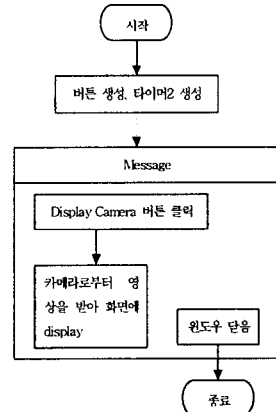 시작
버튼 생성, 타이머2 생성
Message
Display Camera 버튼 클릭
카메라로부터 영
상을 받아 화면에
display
윈도우 닫음
종료